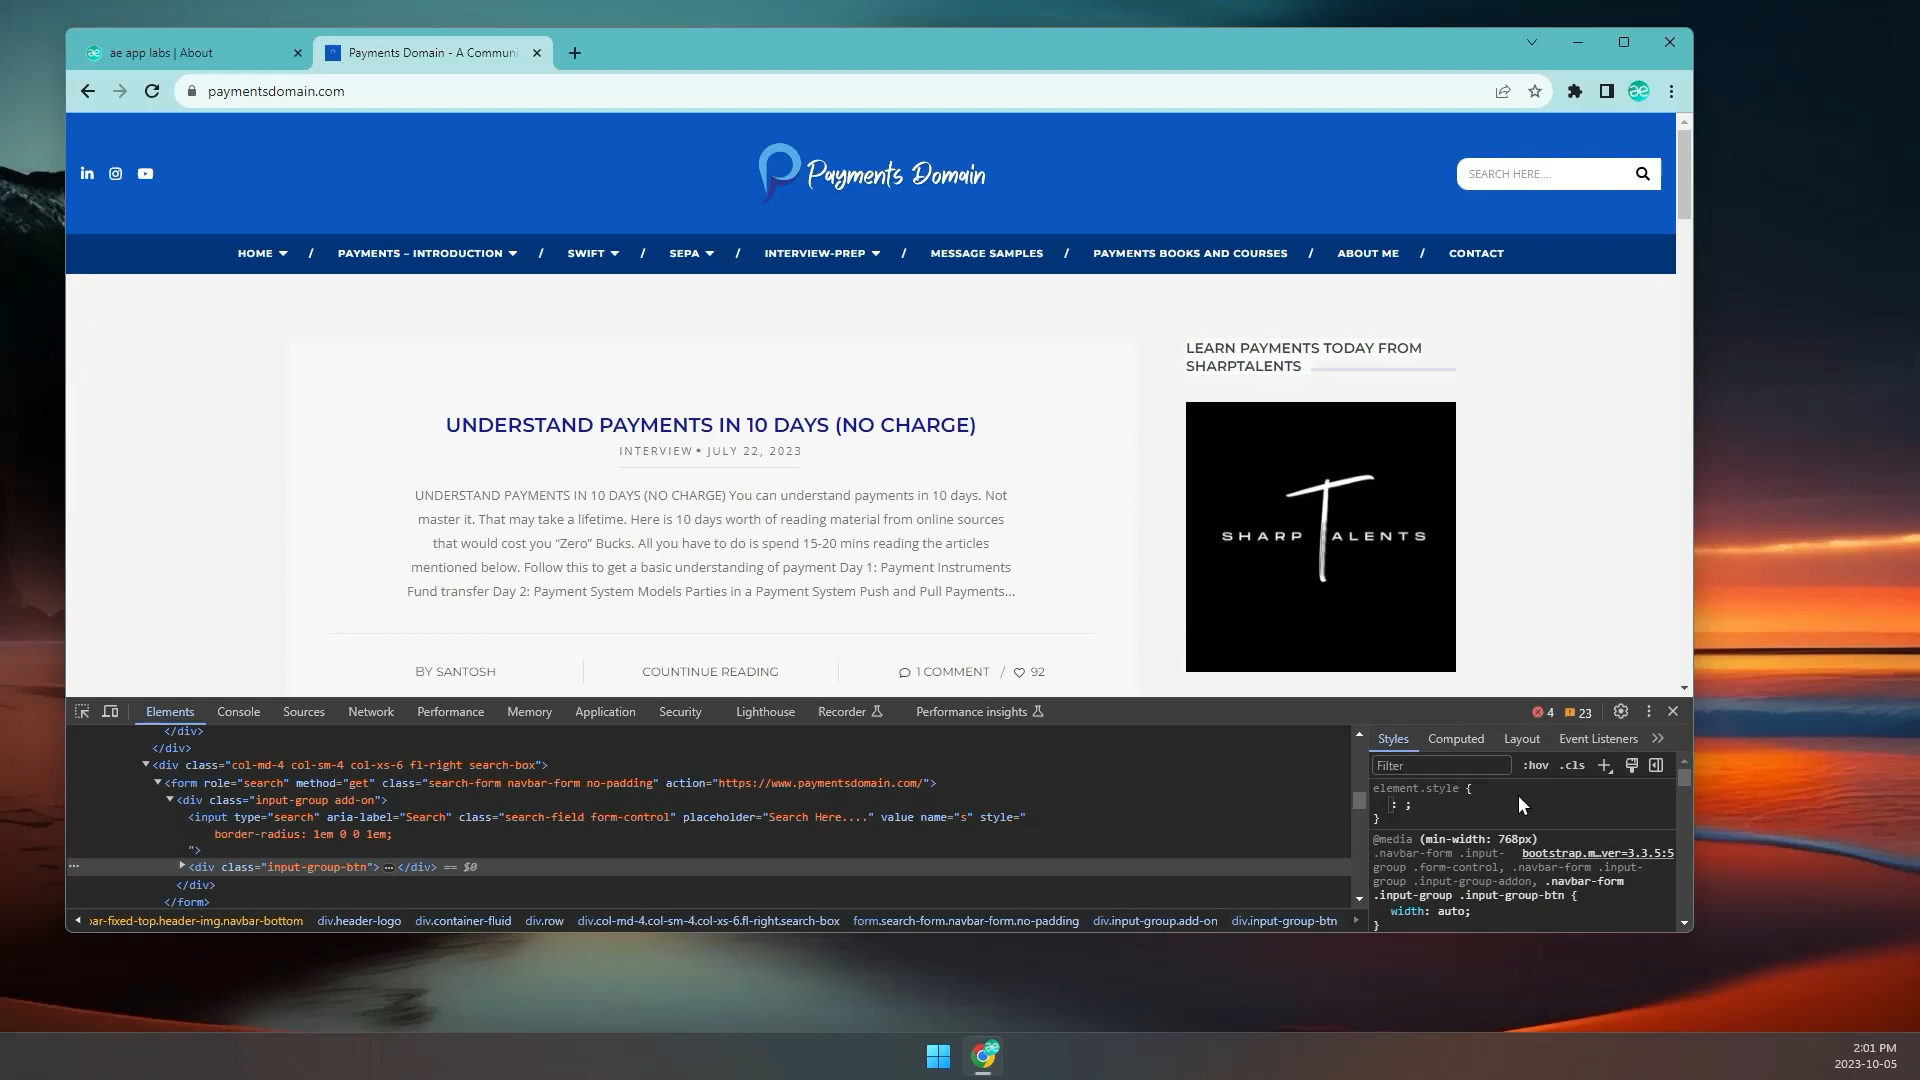 ae app labs | About
Payments Domain - A Commun
paymentsdomain.com
Payments Domain
SEARCH HERE....
HOME / PAYMENTS – INTRODUCTION / SWIFT / SEPA / INTERVIEW-PREP / MESSAGE SAMPLES / PAYMENTS BOOKS AND COURSES / ABOUT ME / CONTACT
LEARN PAYMENTS TODAY FROM
SHARPTALENTS
SHARP TALENTS
UNDERSTAND PAYMENTS IN 10 DAYS (NO CHARGE)
INTERVIEW • JULY 22, 2023
UNDERSTAND PAYMENTS IN 10 DAYS (NO CHARGE) You can understand payments in 10 days. Not
master it. That may take a lifetime. Here is 10 days worth of reading material from online sources
that would cost you “Zero” Bucks. All you have to do is spend 15-20 mins reading the articles
mentioned below. Follow this to get a basic understanding of payment Day 1: Payment Instruments
Fund transfer Day 2: Payment System Models Parties in a Payment System Push and Pull Payments...
BY SANTOSH
COUNTINUE READING
1 COMMENT / 92
Elements Console Sources Network Performance Memory Application Security Lighthouse Recorder Performance insights 4 23
</div>
</div>
<div class="col-md-4 col-sm-4 col-xs-6 fl-right search-box">
<form role="search" method="get" class="search-form navbar-form no-padding" action="https://www.paymentsdomain.com/">
<div class="input-group add-on">
<input type="search" aria-label="Search" class="search-field form-control" placeholder="Search Here...." value name="s" style="
border-radius: 1em 0 0 1em;
">
<div class="input-group-btn"> … </div> == $0
</div>
</form>
bar-fixed-top.header-img.navbar-bottom div.header-logo div.container-fluid div.row div.col-md-4.col-sm-4.col-xs-6.fl-right.search-box form.search-form.navbar-form.no-padding div.input-group.add-on div.input-group-btn
Styles Computed Layout Event Listeners
Filter :hov .cls
element.style {
: ;
}
@media (min-width: 768px)
.navbar-form .input- bootstrap.m…ver=3.3.5:5
group .form-control, .navbar-form .input-
group .input-group-addon, .navbar-form
.input-group .input-group-btn {
width: auto;
}
2:01 PM
2023-10-05